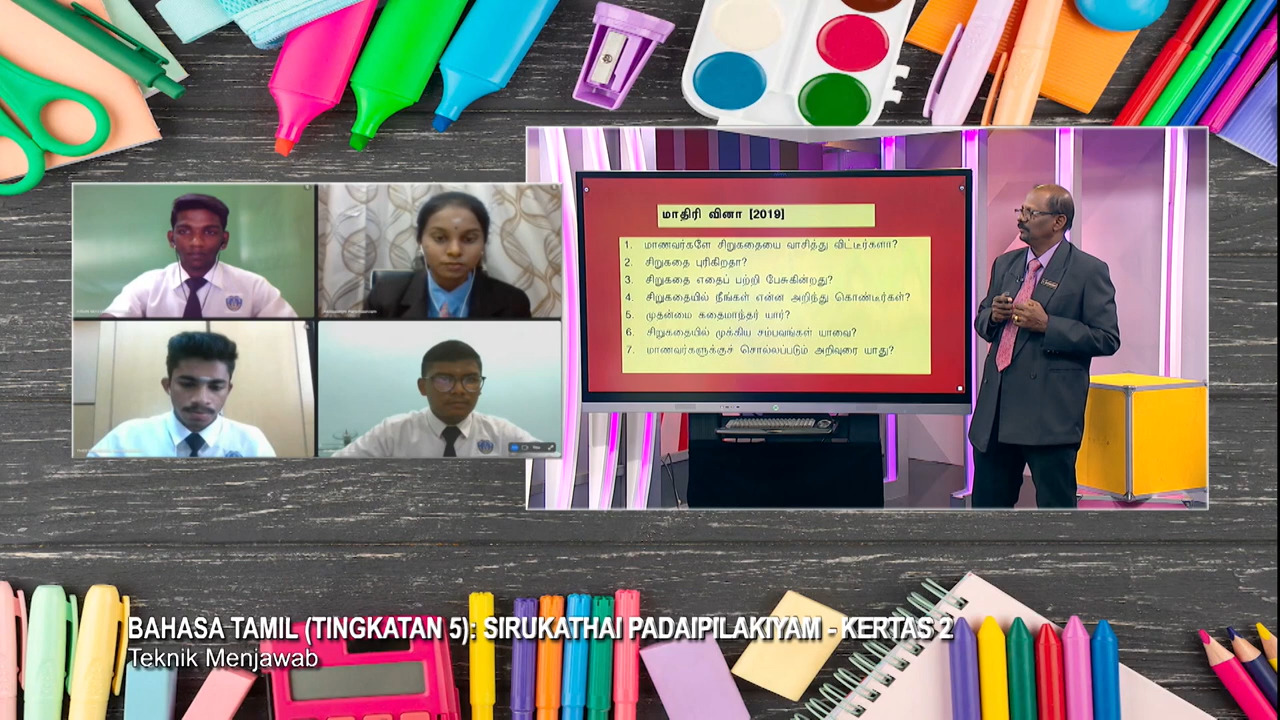 மாதிரி வினா [2019]
1. மாணவர்களே சிறுகதையை வாசித்து விட்டீர்களா?
2. சிறுகதை புரிகிறதா?
3. சிறுகதை எதைப் பற்றி பேசுகின்றது?
4. சிறுகதையில் நீங்கள் என்ன அறிந்து கொண்டீர்கள்?
5. முதன்மை கதைமாந்தர் யார்?
6. சிறுகதையில் முக்கிய சம்பவங்கள் யாவை?
7. மாணவர்களுக்குச் சொல்லப்படும் அறிவுரை யாது?
BAHASA TAMIL (TINGKATAN 5): SIRUKATHAI PADAIPILAKIYAM - KERTAS 2
Teknik Menjawab